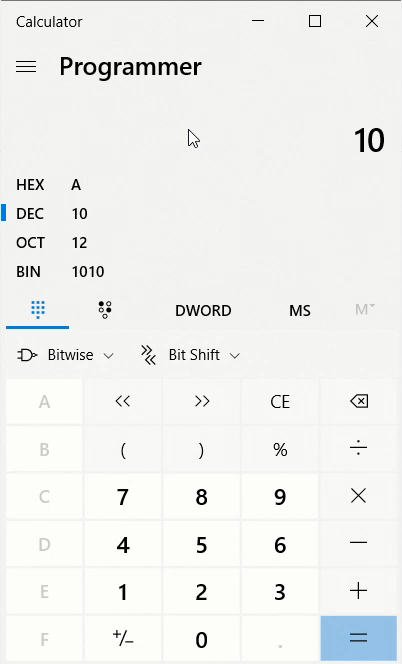 Calculator
Programmer
10
HEX A
DEC 10
OCT 12
BIN 1010
DWORD MS M
Bitwise Bit Shift
A << >> CE
B ( ) % ÷
C 7 8 9 ×
D 4 5 6 −
E 1 2 3 +
F +/− 0 . =